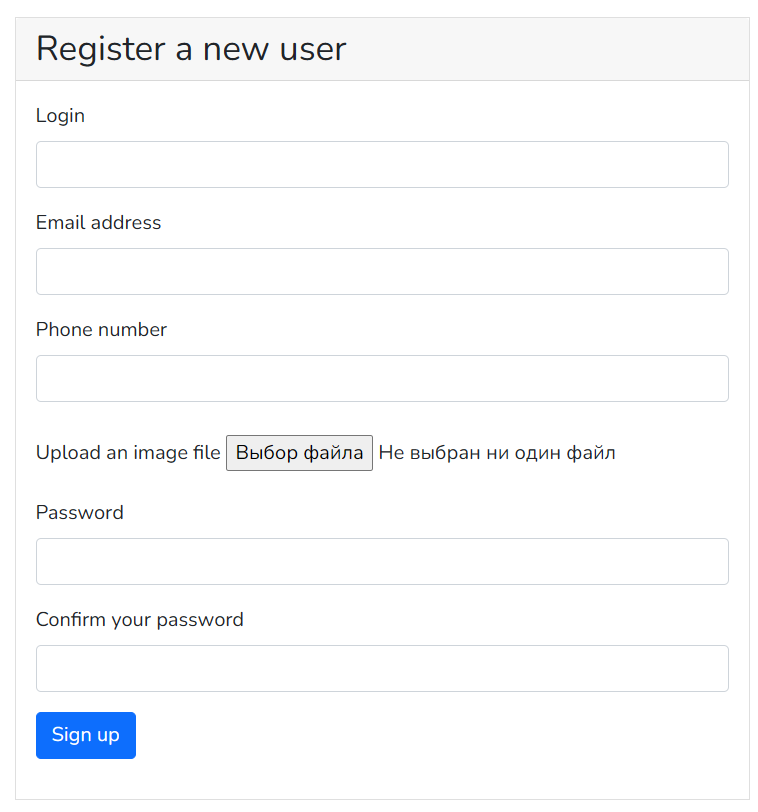 Register a new user
Login
Email address
Phone number
Upload an image file Выбор файла Не выбран ни один файл
Password
Confirm your password
Sign up